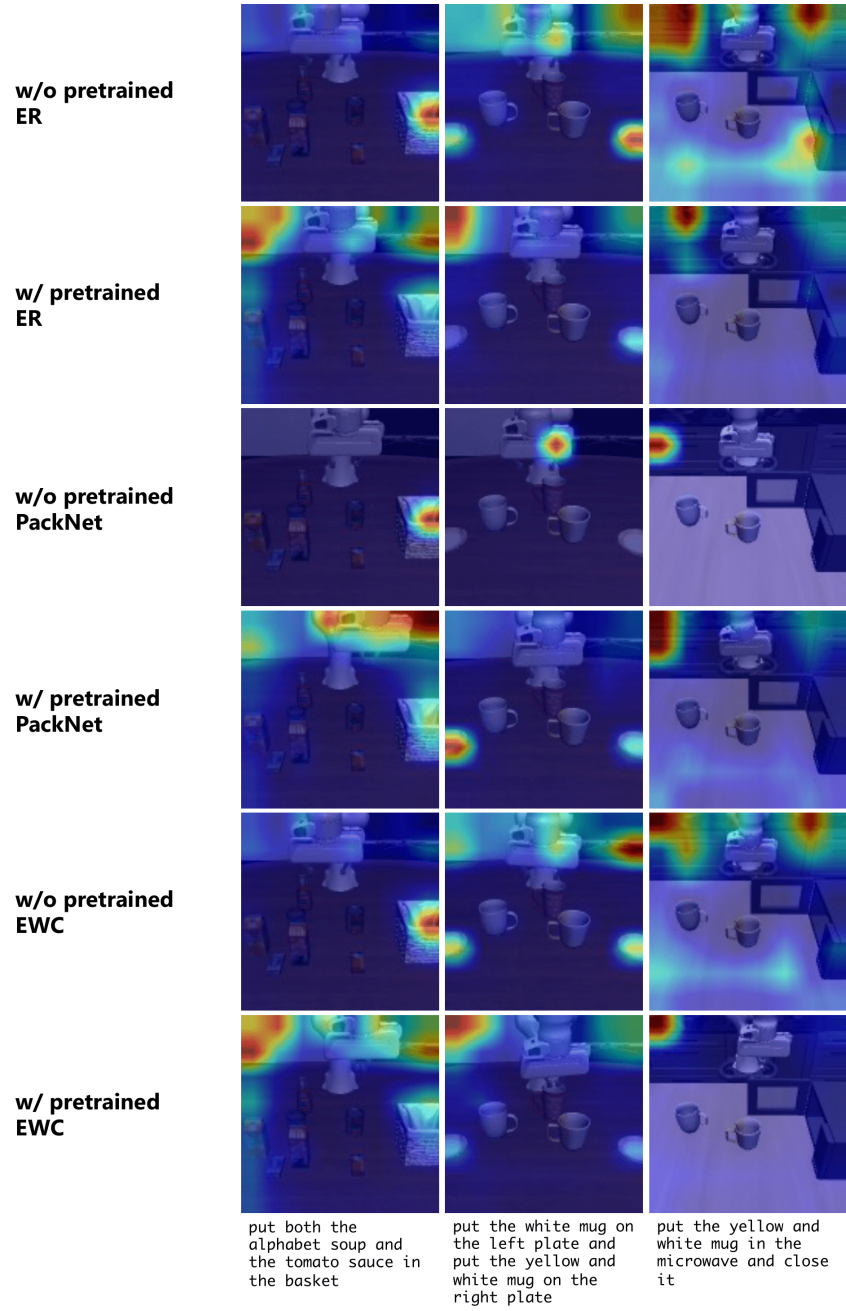 w/o pretrained
ER
w/ pretrained
ER
w/o pretrained
PackNet
w/ pretrained
PackNet
w/o pretrained
EWC
w/ pretrained
EWC
put both the
alphabet soup and
the tomato sauce in
the basket
put the white mug on
the left plate and
put the yellow and
white mug on the
right plate
put the yellow and
white mug in the
microwave and close
it